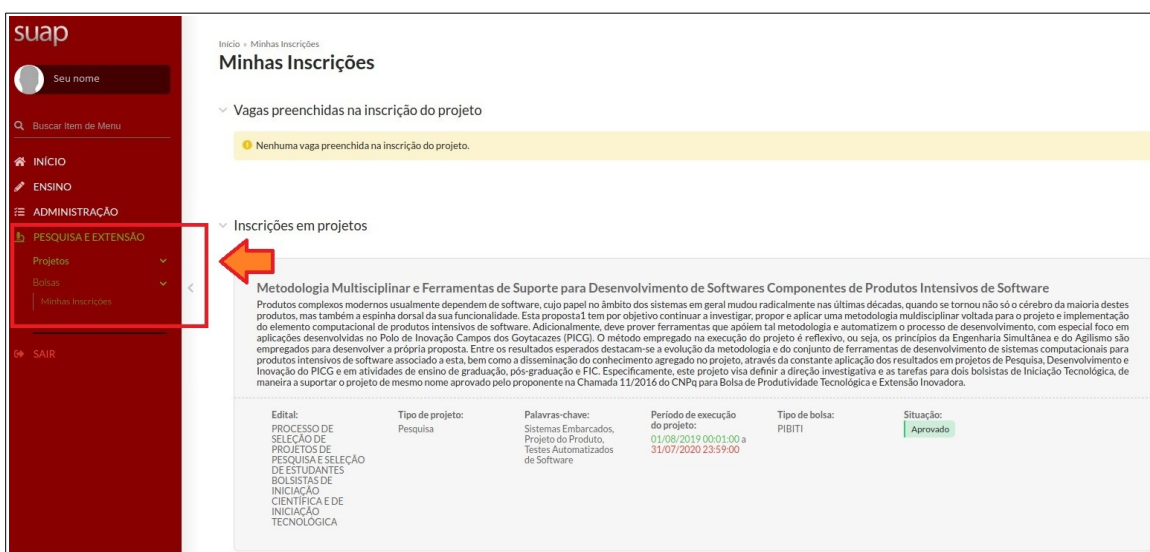 suap
Seu nome
Buscar Item de Menu
INÍCIO
ENSINO
ADMINISTRAÇÃO
PESQUISA E EXTENSÃO
Projetos
Bolsas
Minhas Inscrições
SAIR
Início » Minhas Inscrições
Minhas Inscrições
Vagas preenchidas na inscrição do projeto
Nenhuma vaga preenchida na inscrição do projeto.
Inscrições em projetos
Metodologia Multisciplinar e Ferramentas de Suporte para Desenvolvimento de Softwares Componentes de Produtos Intensivos de Software
Produtos complexos modernos usualmente dependem de software, cujo papel no âmbito dos sistemas em geral mudou radicalmente nas últimas décadas, quando se tornou não só o cérebro da maioria destes
produtos, mas também a espinha dorsal da sua funcionalidade. Esta proposta1 tem por objetivo continuar a investigar, propor e aplicar uma metodologia muldisciplinar voltada para o projeto e implementação
do elemento computacional de produtos intensivos de software. Adicionalmente, deve prover ferramentas que apóiem tal metodologia e automatizem o processo de desenvolvimento, com especial foco em
aplicações desenvolvidas no Polo de Inovação Campos dos Goytacazes (PICG). O método empregado na execução do projeto é reflexivo, ou seja, os princípios da Engenharia Simultânea e do Agilismo são
empregados para desenvolver a própria proposta. Entre os resultados esperados destacam-se a evolução da metodologia e do conjunto de ferramentas de desenvolvimento de sistemas computacionais para
produtos intensivos de software associado a esta, bem como a disseminação do conhecimento agregado no projeto, através da constante aplicação dos resultados em projetos de Pesquisa, Desenvolvimento e
Inovação do PICG e em atividades de ensino de graduação, pós-graduação e FIC. Especificamente, este projeto visa definir a direção investigativa e as tarefas para dois bolsistas de Iniciação Tecnológica, de
maneira a suportar o projeto de mesmo nome aprovado pelo proponente na Chamada 11/2016 do CNPq para Bolsa de Produtividade Tecnológica e Extensão Inovadora.
Edital:
PROCESSO DE
SELEÇÃO DE
PROJETOS DE
PESQUISA E SELEÇÃO
DE ESTUDANTES
BOLSISTAS DE
INICIAÇÃO
CIENTÍFICA E DE
INICIAÇÃO
TECNOLÓGICA
Tipo de projeto:
Pesquisa
Palavras-chave:
Sistemas Embarcados,
Projeto do Produto,
Testes Automatizados
de Software
Período de execução
do projeto:
01/08/2019 00:01:00 a
31/07/2020 23:59:00
Tipo de bolsa:
PIBITI
Situação:
Aprovado